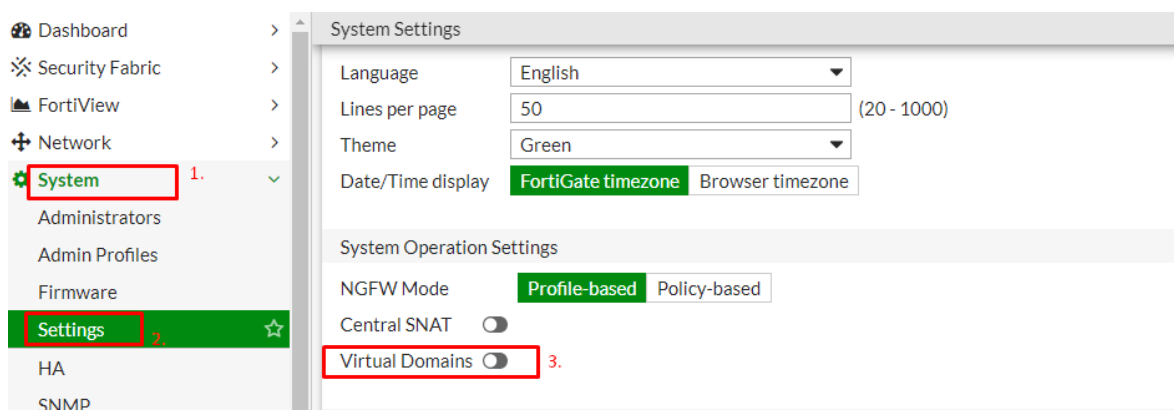 Dashboard
Security Fabric
FortiView
Network
System 1.
Administrators
Admin Profiles
Firmware
Settings 2.
HA
SNMP
System Settings
Language English
Lines per page 50 (20 - 1000)
Theme Green
Date/Time display FortiGate timezone Browser timezone
System Operation Settings
NGFW Mode Profile-based Policy-based
Central SNAT
Virtual Domains 3.